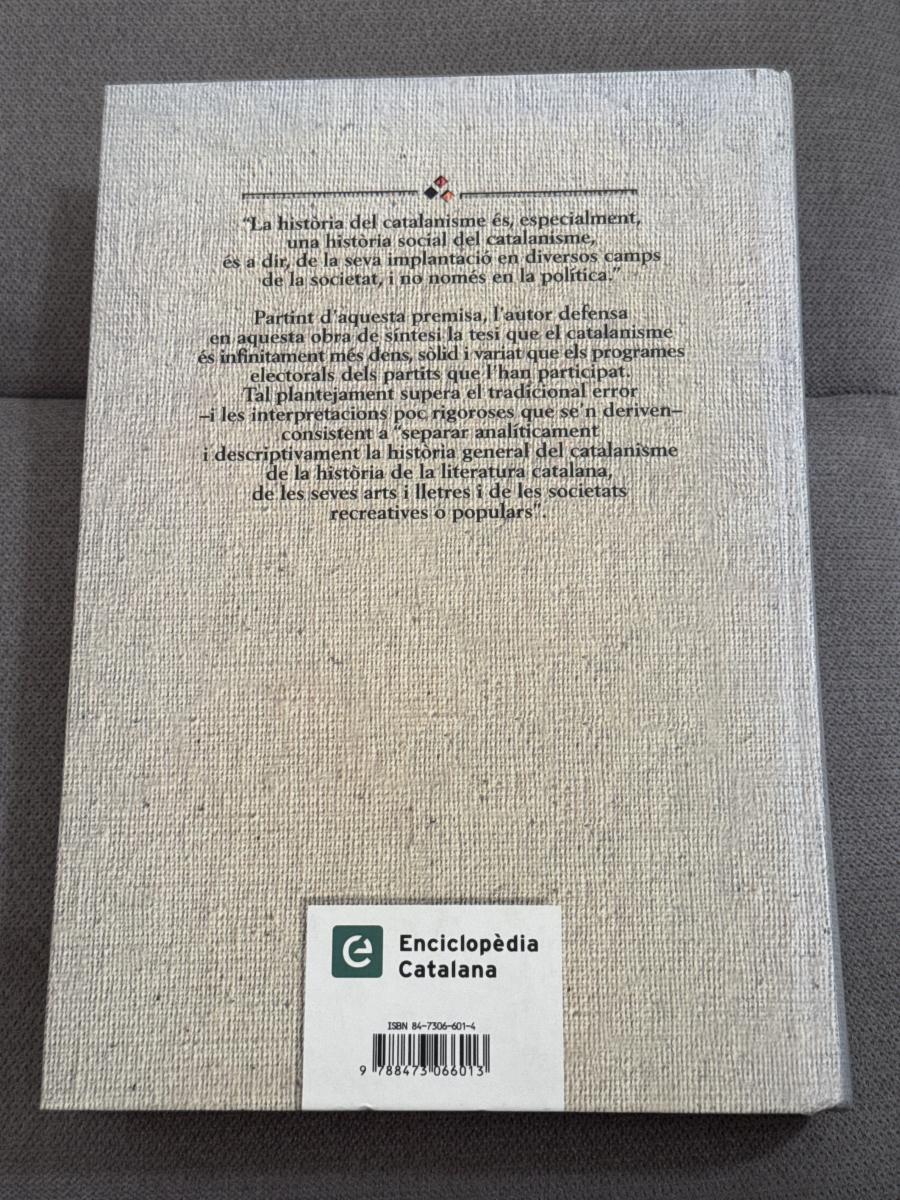 “La història del catalanisme és, especialment,
una història social del catalanisme,
és a dir, de la seva implantació en diversos camps
de la societat, i no només en la política.”
Partint d'aquesta premisa, l'autor defensa
en aquesta obra de síntesi la tesi que el catalanisme
és infinitament més dens, sòlid i variat que els programes
electorals dels partits que l'han participat.
Tal plantejament supera el tradicional error
–i les interpretacions poc rigoroses que se'n deriven–
consistent a “separar analíticament
i descriptivament la història general del catalanisme
de la història de la literatura catalana,
de les seves arts i lletres i de les societats
recreatives o populars”.
Enciclopèdia
Catalana
ISBN 84-7306-601-4
9 788473 066013